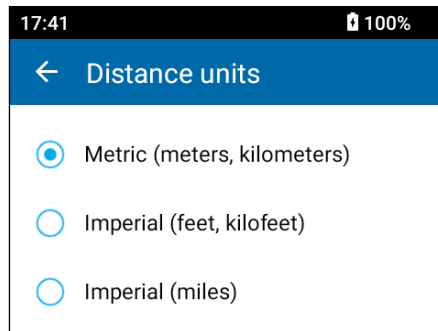 17:41 100%
Distance units
Metric (meters, kilometers)
Imperial (feet, kilofeet)
Imperial (miles)